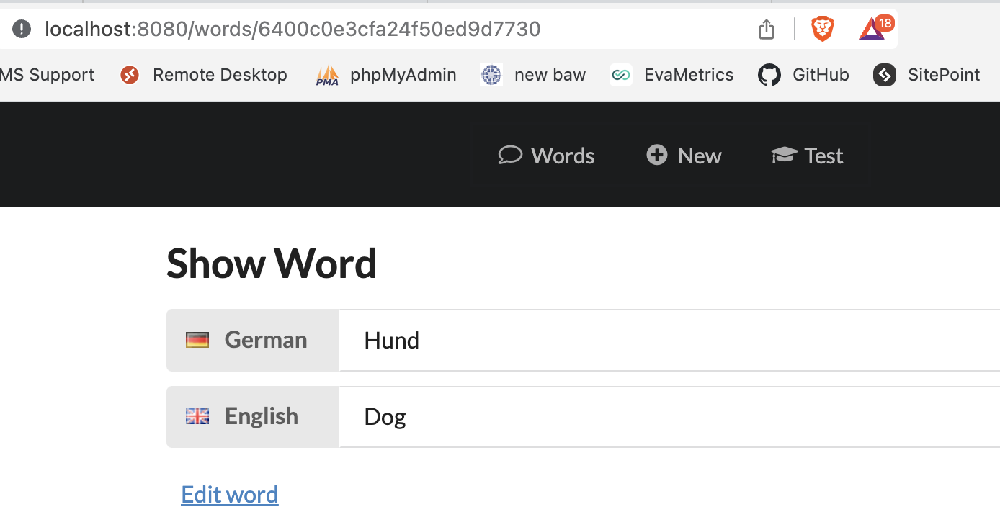 localhost:8080/words/6400c0e3cfa24f50ed9d7730 18
MS Support Remote Desktop PMA phpMyAdmin new baw EvaMetrics GitHub SitePoint
Words New Test
Show Word
German Hund
English Dog
Edit word